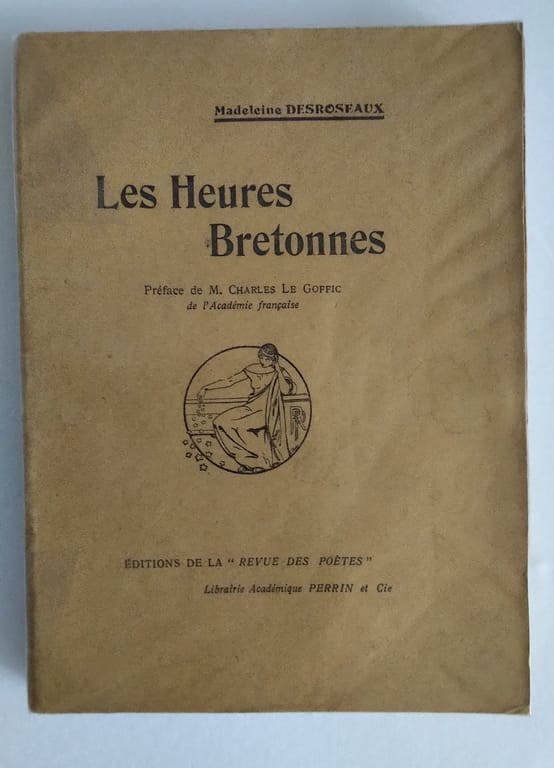 Madeleine DESROSEAUX
Les Heures
Bretonnes
Préface de M. CHARLES LE GOFFIC
de l'Académie française
RP
ÉDITIONS DE LA " REVUE DES POÈTES "
Librairie Académique PERRIN et Cie